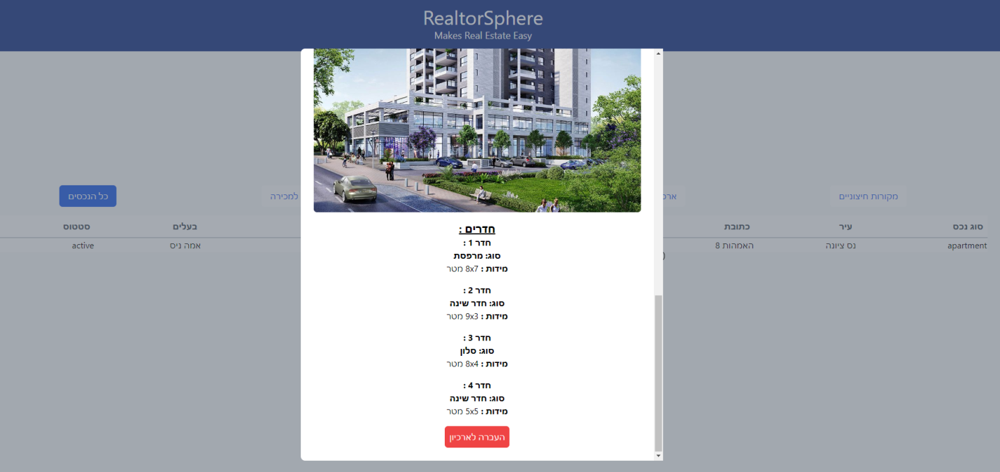 RealtorSphere
Makes Real Estate Easy
מקורות חיצוניים
למכירה
כל הנכסים
סוג נכס עיר כתובת בעלים סטטוס
apartment נס ציונה האמהות 8 אמה ניס active
חדרים :
חדר 1 :
סוג: מרפסת
מידות : 8x7 מטר
חדר 2 :
סוג: חדר שינה
מידות : 9x3 מטר
חדר 3 :
סוג: סלון
מידות : 8x4 מטר
חדר 4 :
סוג: חדר שינה
מידות : 5x5 מטר
העברה לארכיון